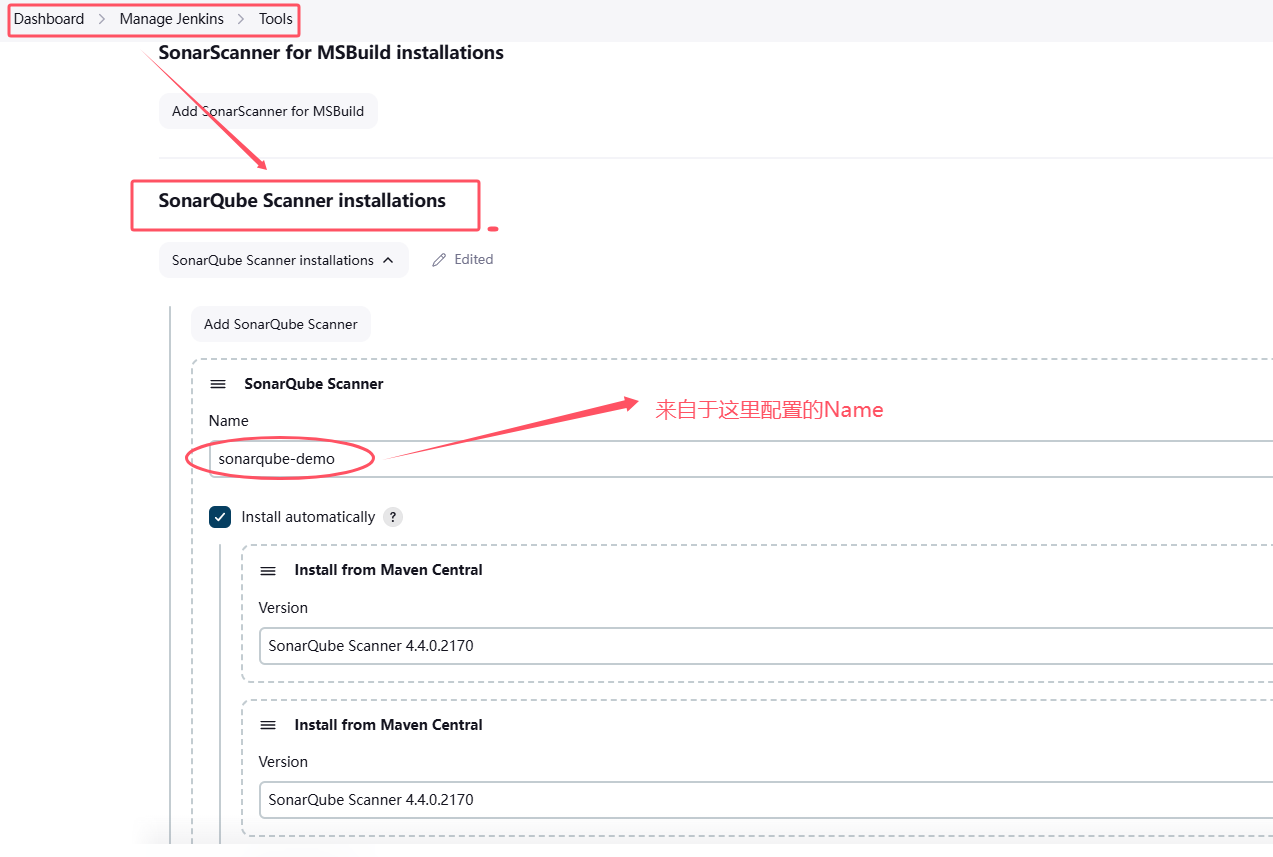 Dashboard > Manage Jenkins > Tools
SonarScanner for MSBuild installations
Add SonarScanner for MSBuild
SonarQube Scanner installations
SonarQube Scanner installations
Edited
Add SonarQube Scanner
SonarQube Scanner
Name
来自于这里配置的Name
sonarqube-demo
Install automatically ?
Install from Maven Central
Version
SonarQube Scanner 4.4.0.2170
Install from Maven Central
Version
SonarQube Scanner 4.4.0.2170